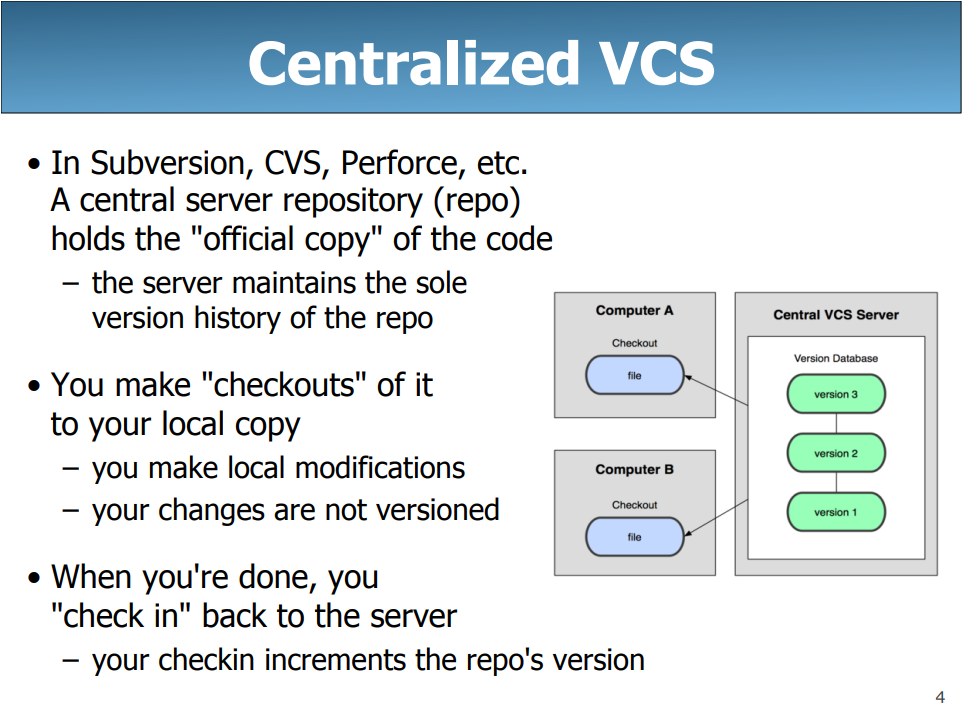 Centralized VCS
• In Subversion, CVS, Perforce, etc.
A central server repository (repo)
holds the "official copy" of the code
– the server maintains the sole
version history of the repo
• You make "checkouts" of it
to your local copy
– you make local modifications
– your changes are not versioned
• When you're done, you
"check in" back to the server
– your checkin increments the repo's version
Computer A
Checkout
file
Computer B
Checkout
file
Central VCS Server
Version Database
version 3
version 2
version 1
4